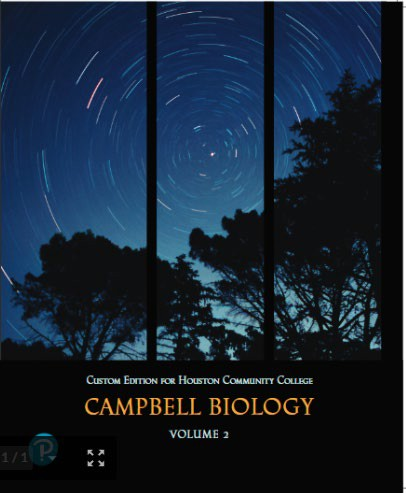 Custom Edition for Houston Community College
CAMPBELL BIOLOGY
VOLUME 2
1 / 1
P